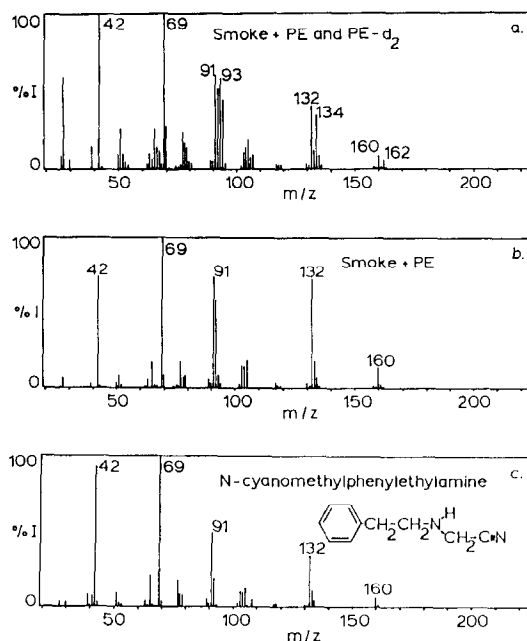 100
42
69
Smoke + PE and PE-d2
a.
91
93
% I
132
134
160
162
0
50
100
150
200
m/z
100
69
Smoke + PE
b.
42
91
132
% I
160
0
50
100
150
200
m/z
100
42
69
N-cyanomethylphenylethylamine
c.
H
CH2CH2N
CH2C≡N
91
% I
132
160
0
50
100
150
200
m/z